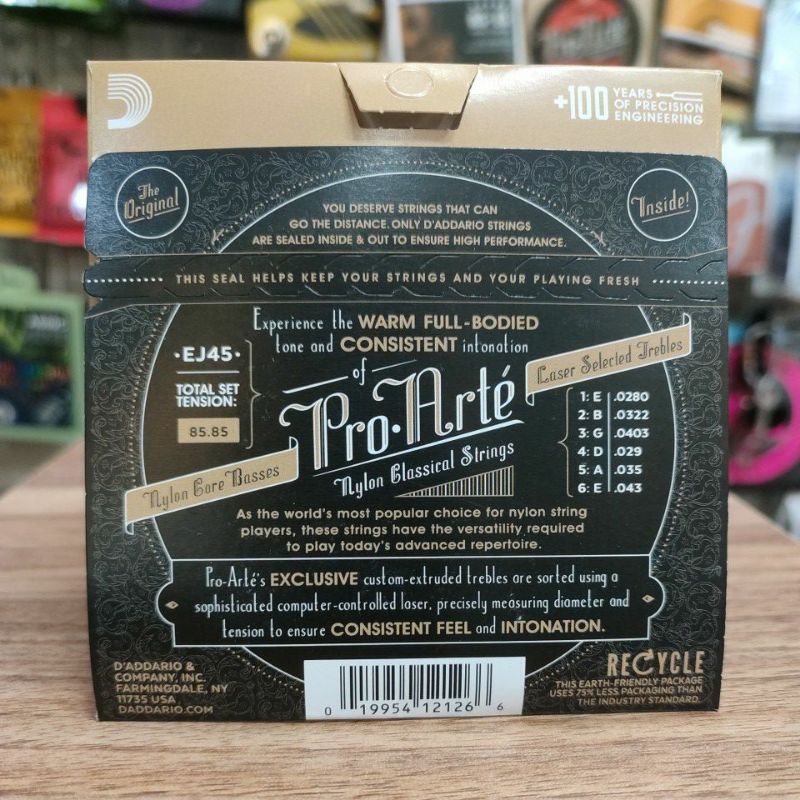 +100 YEARS
OF PRECISION
ENGINEERING
The
Original
Inside!
YOU DESERVE STRINGS THAT CAN
GO THE DISTANCE. ONLY D'ADDARIO STRINGS
ARE SEALED INSIDE & OUT TO ENSURE HIGH PERFORMANCE.
THIS SEAL HELPS KEEP YOUR STRINGS AND YOUR PLAYING FRESH
Experience the WARM FULL-BODIED
tone and CONSISTENT intonation
of
Pro·Arté
Nylon Classical Strings
·EJ45·
TOTAL SET
TENSION:
85.85
Nylon Core Basses
Laser Selected Trebles
1: E .0280
2: B .0322
3: G .0403
4: D .029
5: A .035
6: E .043
As the world's most popular choice for nylon string
players, these strings have the versatility required
to play today's advanced repertoire.
Pro-Arté's EXCLUSIVE custom-extruded trebles are sorted using a
sophisticated computer-controlled laser, precisely measuring diameter and
tension to ensure CONSISTENT FEEL and INTONATION.
D'ADDARIO &
COMPANY, INC.
FARMINGDALE, NY
11735 USA
DADDARIO.COM
0 19954 12126 6
RECYCLE
THIS EARTH-FRIENDLY PACKAGE
USES 75% LESS PACKAGING THAN
THE INDUSTRY STANDARD.